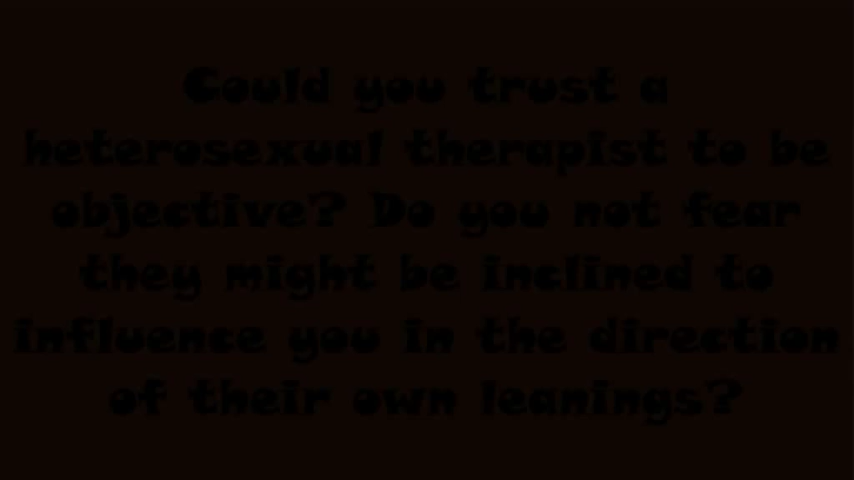 Could you trust a
heterosexual therapist to be
objective? Do you not fear
they might be inclined to
influence you in the direction
of their own leanings?